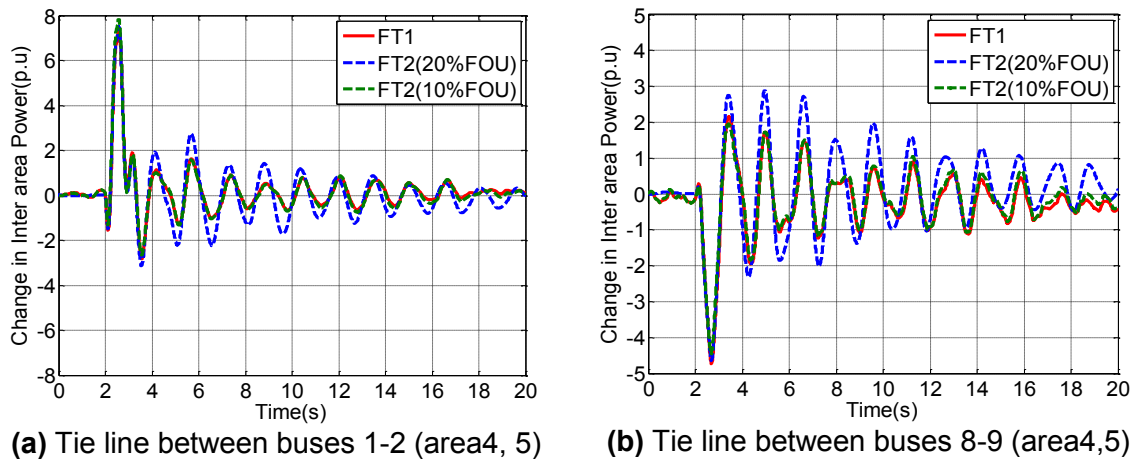 Change in Inter area Power(p.u)
8
6
4
2
0
-2
-4
-6
-8
0 2 4 6 8 10 12 14 16 18 20
Time(s)
FT1
FT2(20%FOU)
FT2(10%FOU)
(a) Tie line between buses 1-2 (area4, 5)
Change in Inter area Power(p.u)
5
4
3
2
1
0
-1
-2
-3
-4
-5
0 2 4 6 8 10 12 14 16 18 20
Time(s)
FT1
FT2(20%FOU)
FT2(10%FOU)
(b) Tie line between buses 8-9 (area4,5)